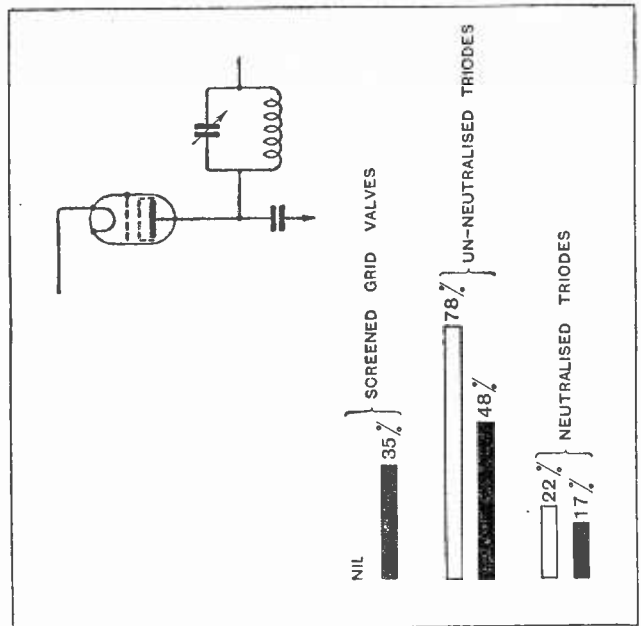 NIL
35%
SCREENED GRID VALVES
78%
48%
UN-NEUTRALISED TRIODES
22%
17%
NEUTRALISED TRIODES